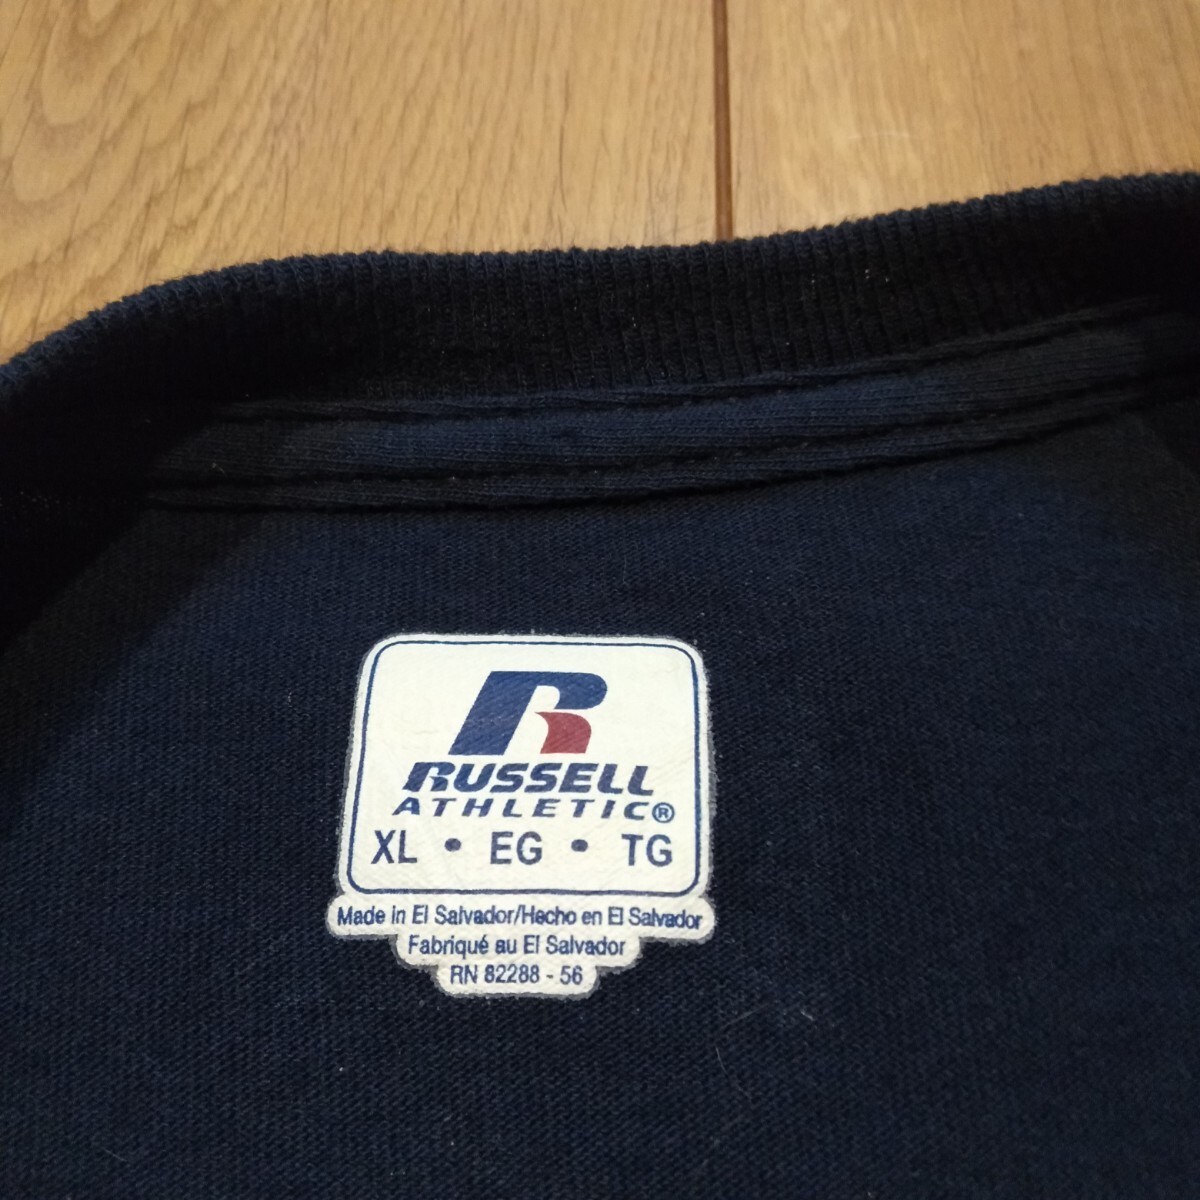 R
RUSSELL
ATHLETIC®
XL • EG • TG
Made in El Salvador/Hecho en El Salvador
Fabriqué au El Salvador
RN 82288 - 56